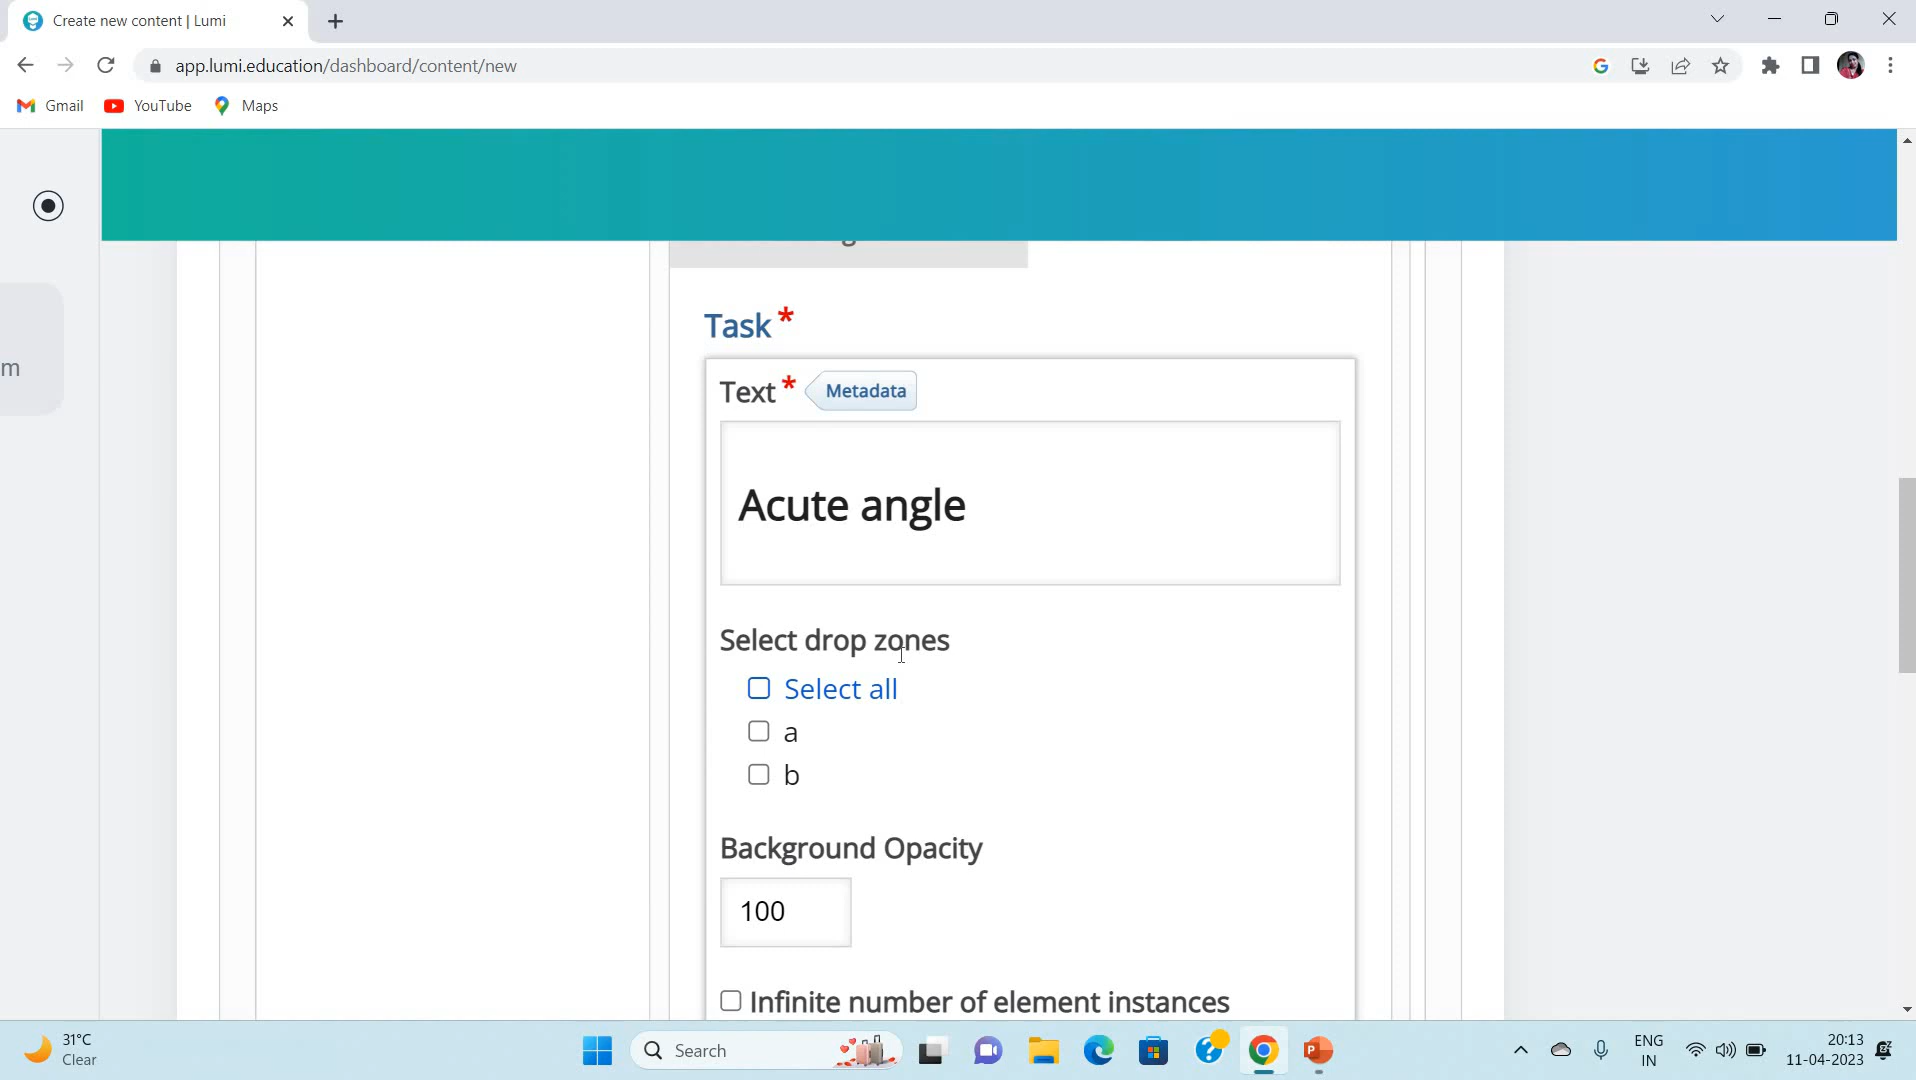 Create new content | Lumi
app.lumi.education/dashboard/content/new
Gmail YouTube Maps
Task *
Text * Metadata
Acute angle
Select drop zones
Select all
a
b
Background Opacity
100
Infinite number of element instances
m
31°C
Clear
Search
ENG
IN
20:13
11-04-2023